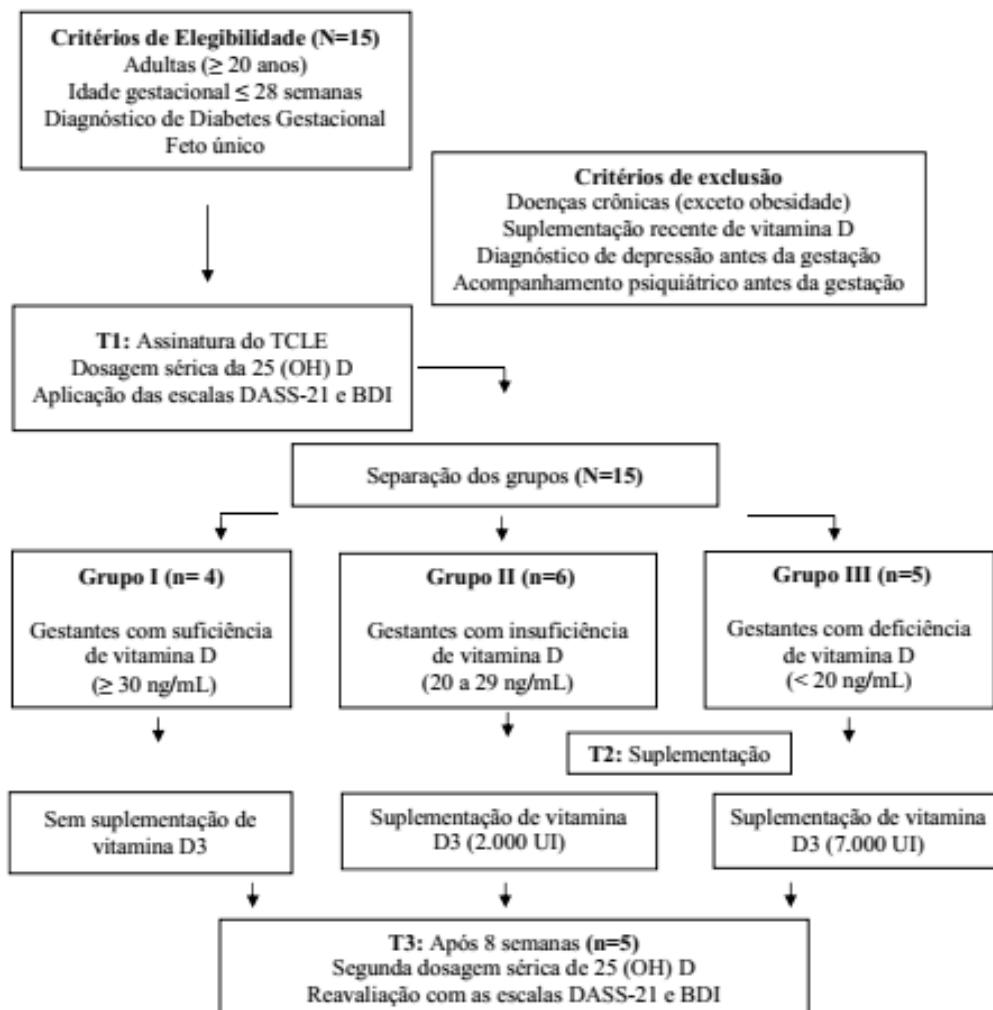 Critérios de Elegibilidade (N=15)
Adultas (≥ 20 anos)
Idade gestacional ≤ 28 semanas
Diagnóstico de Diabetes Gestacional
Feto único
Critérios de exclusão
Doenças crônicas (exceto obesidade)
Suplementação recente de vitamina D
Diagnóstico de depressão antes da gestação
Acompanhamento psiquiátrico antes da gestação
T1: Assinatura do TCLE
Dosagem sérica da 25 (OH) D
Aplicação das escalas DASS-21 e BDI
Separação dos grupos (N=15)
Grupo I (n= 4)
Gestantes com suficiência
de vitamina D
(≥ 30 ng/mL)
Grupo II (n=6)
Gestantes com insuficiência
de vitamina D
(20 a 29 ng/mL)
Grupo III (n=5)
Gestantes com deficiência
de vitamina D
(< 20 ng/mL)
T2: Suplementação
Sem suplementação de
vitamina D3
Suplementação de vitamina
D3 (2.000 UI)
Suplementação de vitamina
D3 (7.000 UI)
T3: Após 8 semanas (n=5)
Segunda dosagem sérica de 25 (OH) D
Reavaliação com as escalas DASS-21 e BDI